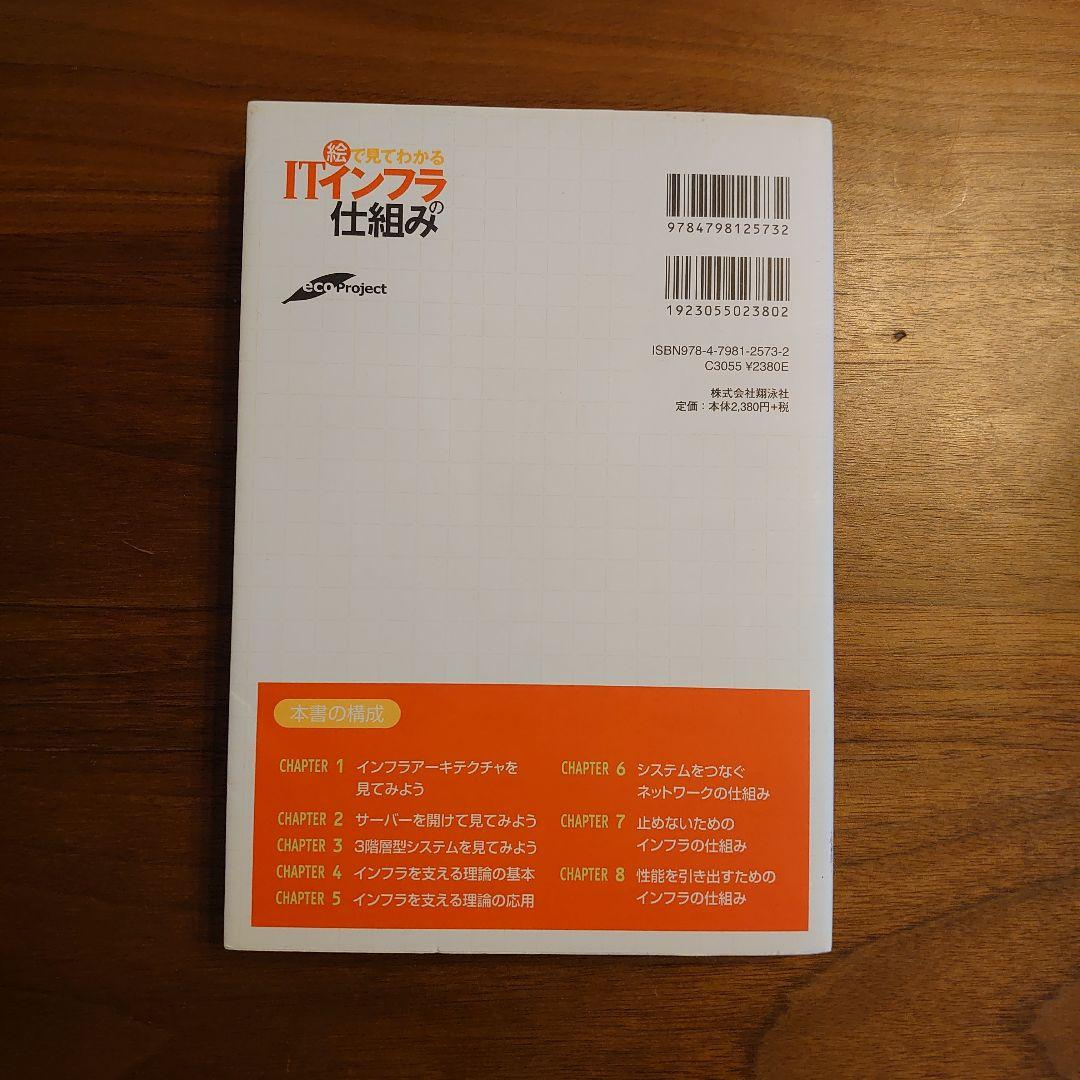 絵で見てわかる
ITインフラの
仕組み
ecoProject
9784798125732
1923055023802
ISBN978-4-7981-2573-2
C3055 ¥2380E
株式会社翔泳社
定価：本体2,380円+税
本書の構成
CHAPTER 1 インフラアーキテクチャを
見てみよう
CHAPTER 2 サーバーを開けて見てみよう
CHAPTER 3 3階層型システムを見てみよう
CHAPTER 4 インフラを支える理論の基本
CHAPTER 5 インフラを支える理論の応用
CHAPTER 6 システムをつなぐ
ネットワークの仕組み
CHAPTER 7 止めないための
インフラの仕組み
CHAPTER 8 性能を引き出すための
インフラの仕組み